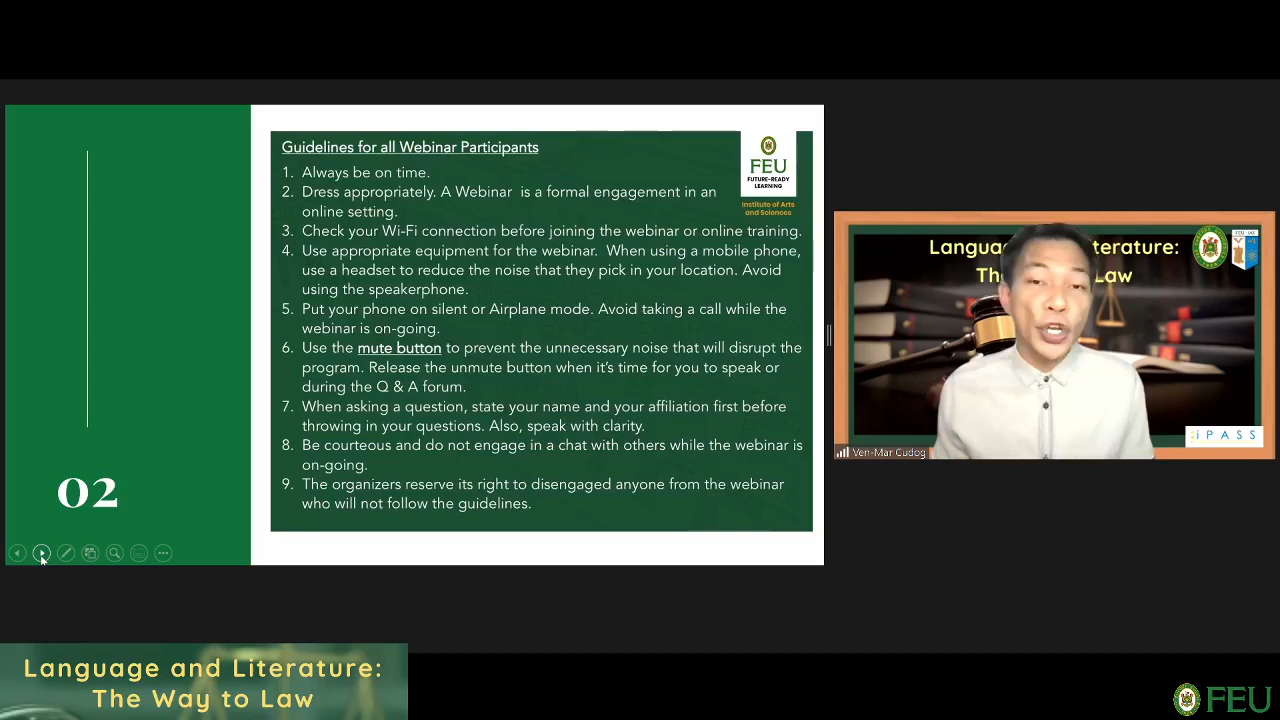 Guidelines for all Webinar Participants
1. Always be on time.
2. Dress appropriately. A Webinar is a formal engagement in an
online setting.
3. Check your Wi-Fi connection before joining the webinar or online training.
4. Use appropriate equipment for the webinar. When using a mobile phone,
use a headset to reduce the noise that they pick in your location. Avoid
using the speakerphone.
5. Put your phone on silent or Airplane mode. Avoid taking a call while the
webinar is on-going.
6. Use the mute button to prevent the unnecessary noise that will disrupt the
program. Release the unmute button when it's time for you to speak or
during the Q & A forum.
7. When asking a question, state your name and your affiliation first before
throwing in your questions. Also, speak with clarity.
8. Be courteous and do not engage in a chat with others while the webinar is
on-going.
9. The organizers reserve its right to disengaged anyone from the webinar
who will not follow the guidelines.
FEU
FUTURE-READY
LEARNING
Institute of Arts
and Sciences
02
Langua terature:
Th Law
FEU IAS
iPASS
Ven-Mar Cudog
Language and Literature:
The Way to Law
FEU